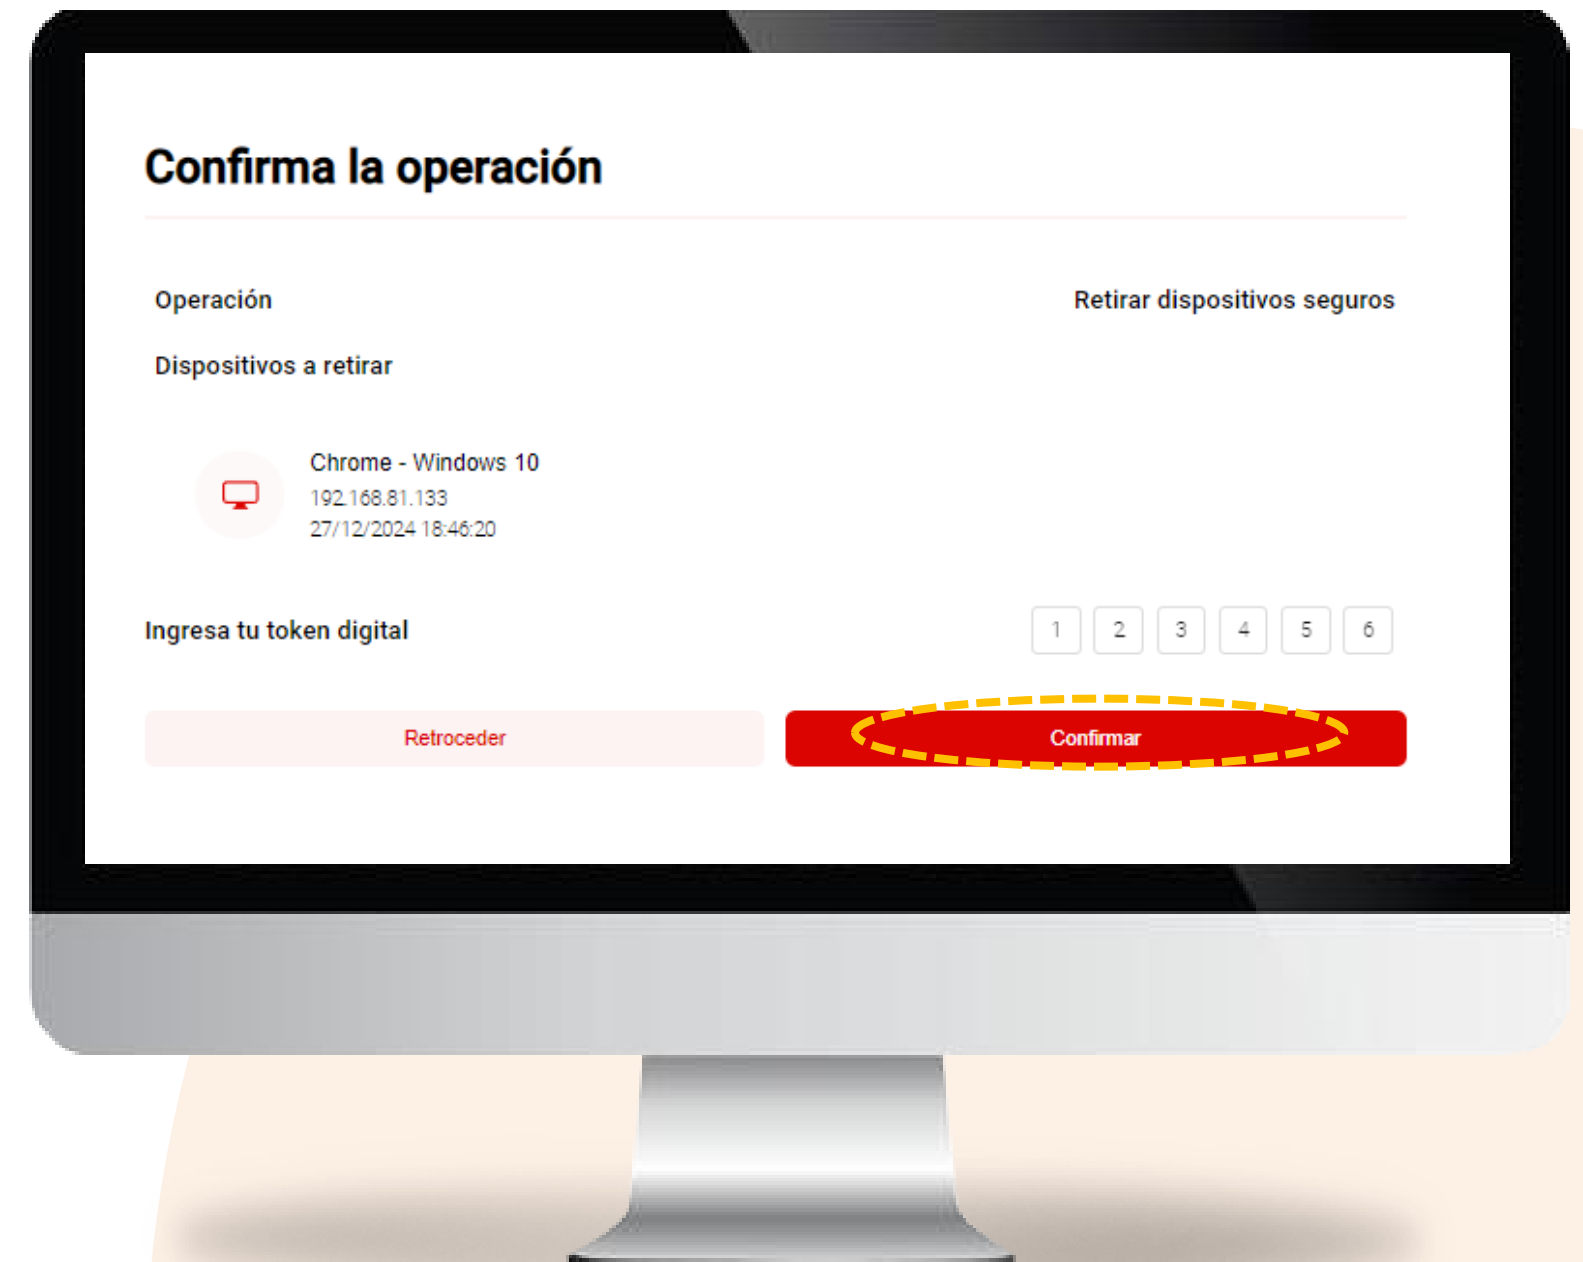 Confirma la operación
Operación Retirar dispositivos seguros
Dispositivos a retirar
Chrome - Windows 10
192.168.81.133
27/12/2024 18:46:20
Ingresa tu token digital 1 2 3 4 5 6
Retroceder Confirmar